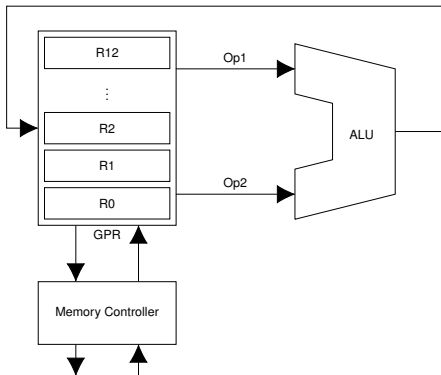 R12
Op1
⋮
R2
ALU
R1
R0
Op2
GPR
Memory Controller